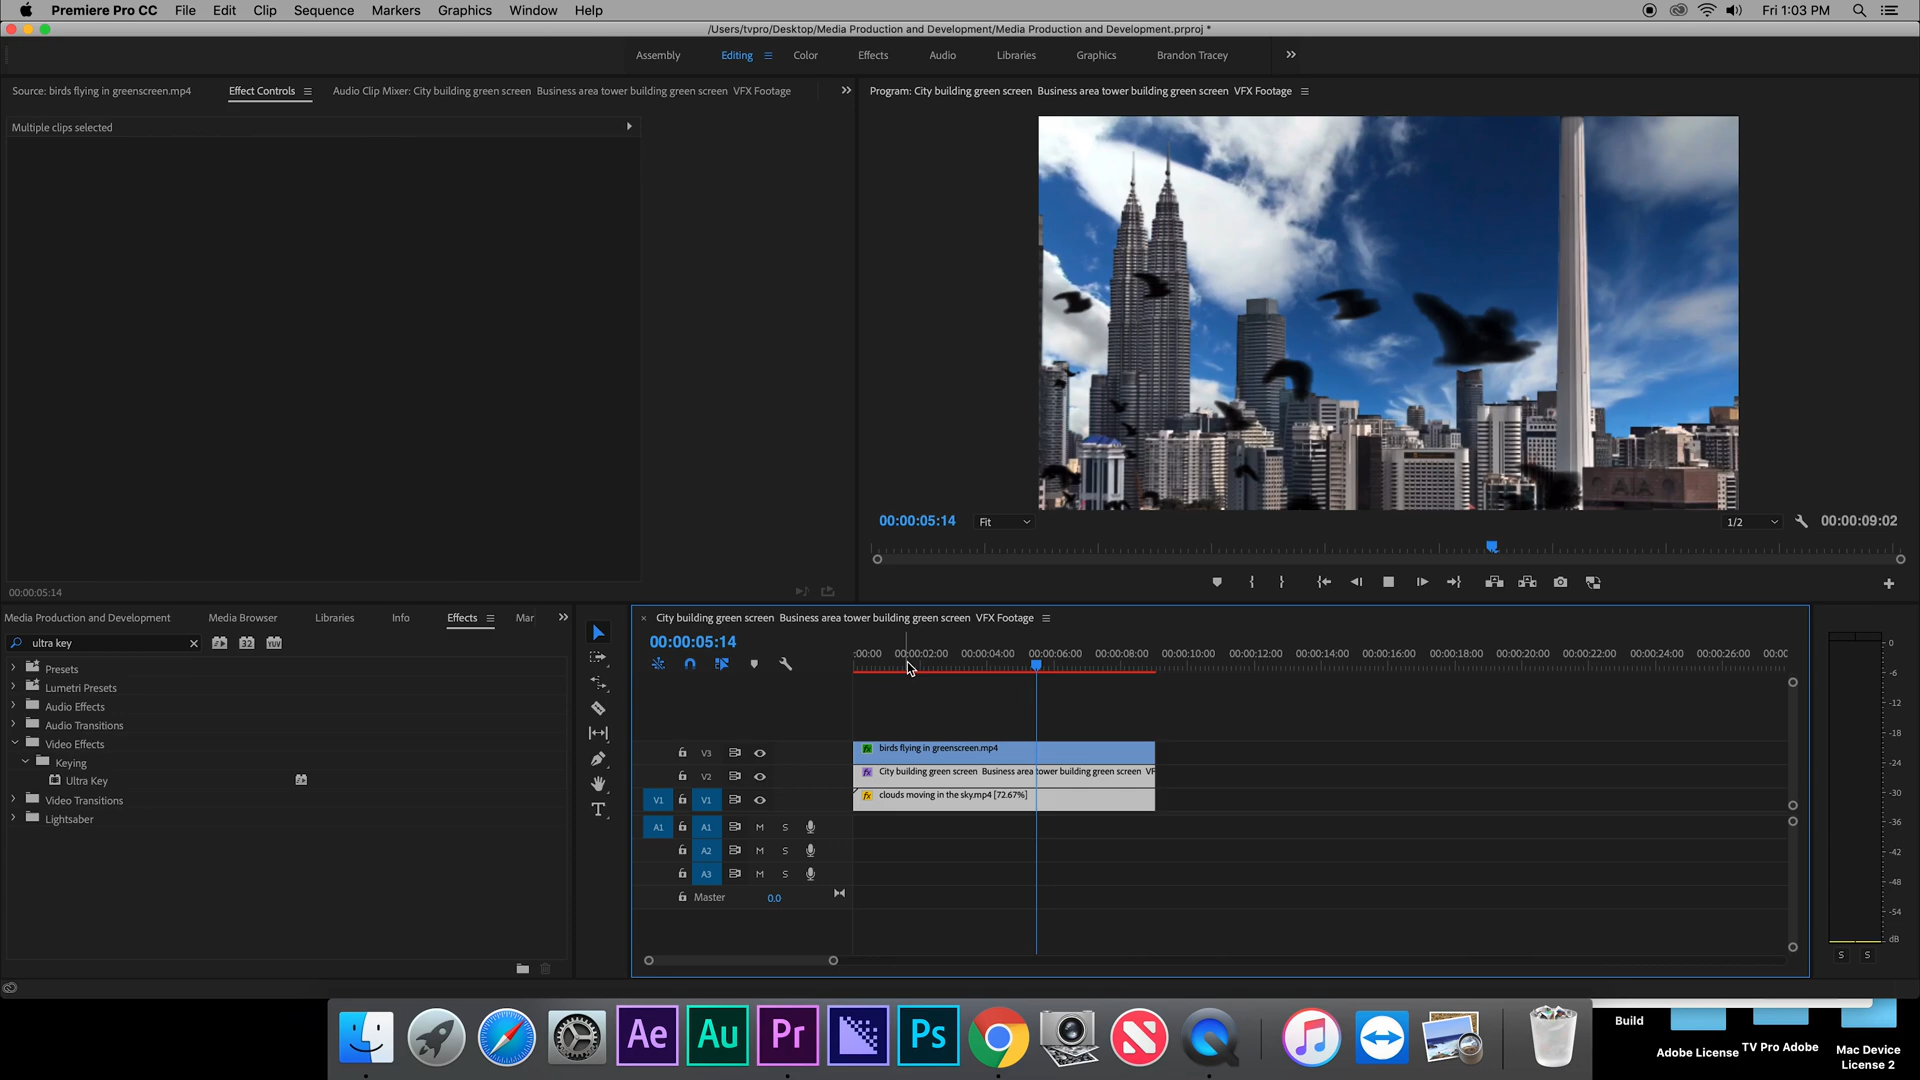 Premiere Pro CC File Edit Clip Sequence Markers Graphics Window Help Fri 1:03 PM
/Users/tvpro/Desktop/Media Production and Development/Media Production and Development.prproj *
Assembly Editing Color Effects Audio Libraries Graphics Brandon Tracey
Source: birds flying in greenscreen.mp4 Effect Controls Audio Clip Mixer: City building green screen Business area tower building green screen VFX Footage
Program: City building green screen Business area tower building green screen VFX Footage
Multiple clips selected
00:00:05:14 Fit 1/2 00:00:09:02
00:00:05:14
Media Production and Development Media Browser Libraries Info Effects Mar
ultra key
32 YUV
Presets
Lumetri Presets
Audio Effects
Audio Transitions
Video Effects
Keying
Ultra Key
Video Transitions
Lightsaber
City building green screen Business area tower building green screen VFX Footage
00:00:05:14
:00:00 00:00:02:00 00:00:04:00 00:00:06:00 00:00:08:00 00:00:10:00 00:00:12:00 00:00:14:00 00:00:16:00 00:00:18:00 00:00:20:00 00:00:22:00 00:00:24:00 00:00:26:00 00:00
V3 fx birds flying in greenscreen.mp4
V2 fx City building green screen Business area tower building green screen VF
V1 V1 fx clouds moving in the sky.mp4 [72.67%]
A1 A1 M S
A2 M S
A3 M S
Master 0.0
0
-6
-12
-18
-24
-30
-36
-42
-48
-54
dB
S S
Ae Au Pr Ps
Build
Adobe License
TV Pro Adobe
Mac Device
License 2